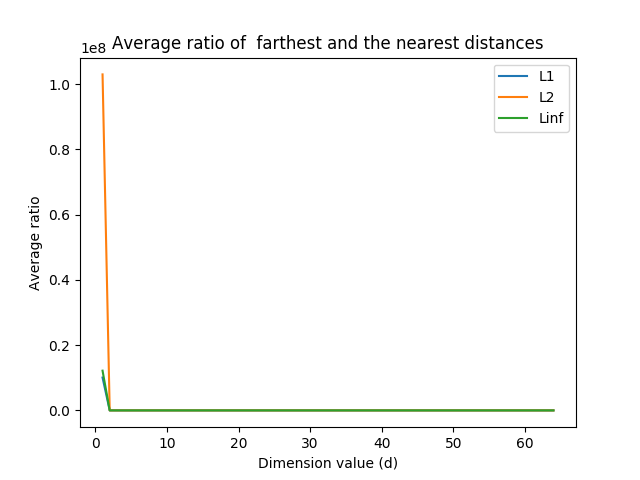 Average ratio of  farthest and the nearest distances
1e8
L1
L2
Linf
1.0
0.8
0.6
0.4
0.2
0.0
Average ratio
0 10 20 30 40 50 60
Dimension value (d)